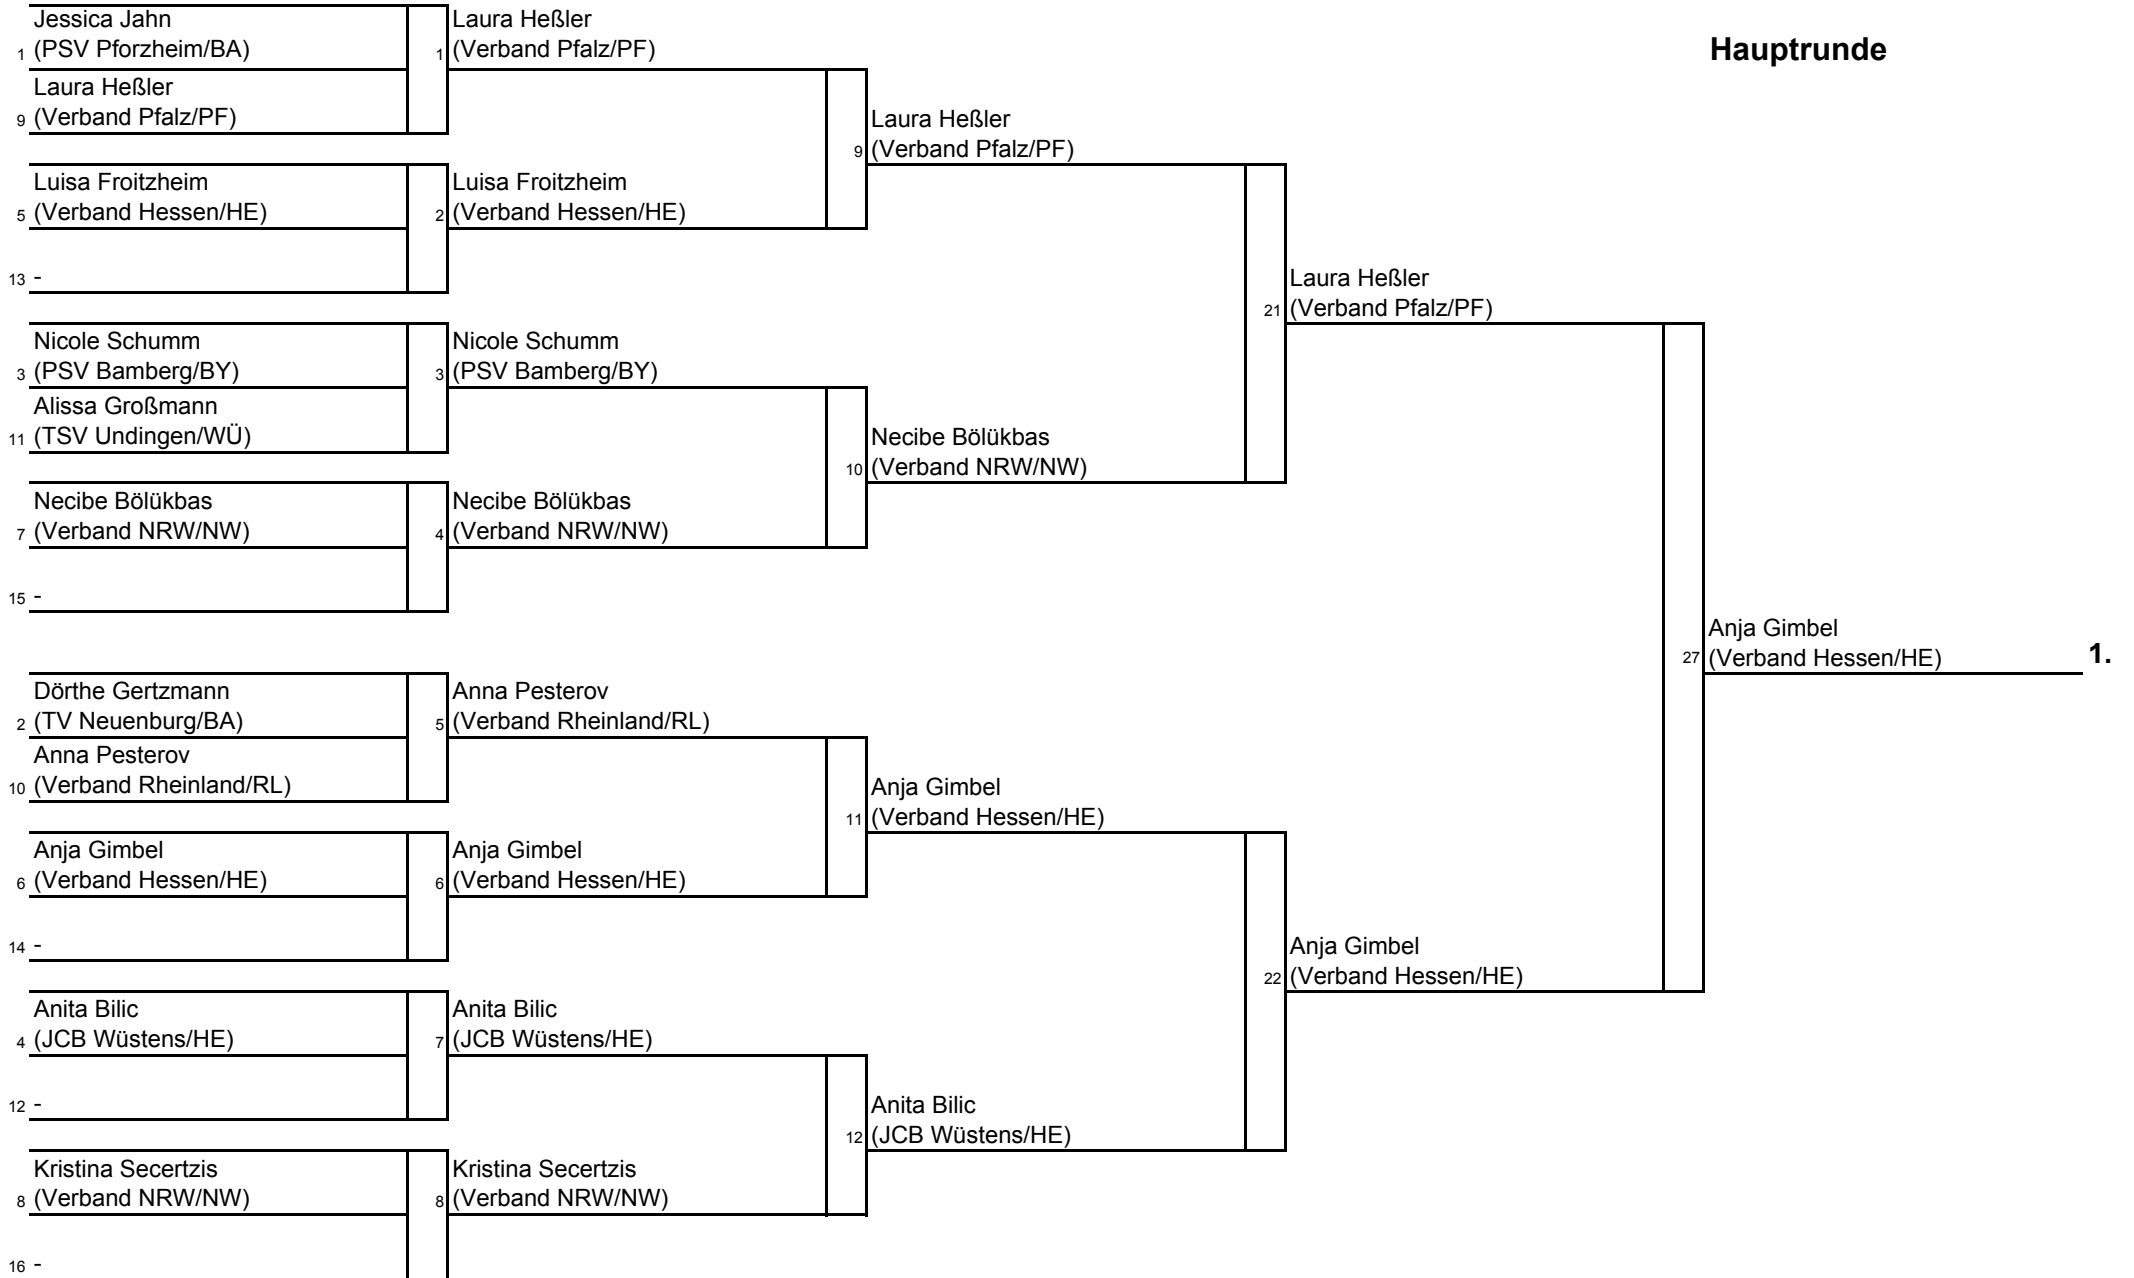 Hauptrunde
Jessica Jahn
1 (PSV Pforzheim/BA)
Laura Heßler
9 (Verband Pfalz/PF)
Luisa Froitzheim
5 (Verband Hessen/HE)
13 -
Nicole Schumm
3 (PSV Bamberg/BY)
Alissa Großmann
11 (TSV Undingen/WÜ)
Necibe Bölükbas
7 (Verband NRW/NW)
15 -
Dörthe Gertzmann
2 (TV Neuenburg/BA)
Anna Pesterov
10 (Verband Rheinland/RL)
Anja Gimbel
6 (Verband Hessen/HE)
14 -
Anita Bilic
4 (JCB Wüstens/HE)
12 -
Kristina Secertzis
8 (Verband NRW/NW)
16 -
Laura Heßler
1 (Verband Pfalz/PF)
Luisa Froitzheim
2 (Verband Hessen/HE)
Nicole Schumm
3 (PSV Bamberg/BY)
Necibe Bölükbas
4 (Verband NRW/NW)
Anna Pesterov
5 (Verband Rheinland/RL)
Anja Gimbel
6 (Verband Hessen/HE)
Anita Bilic
7 (JCB Wüstens/HE)
Kristina Secertzis
8 (Verband NRW/NW)
Laura Heßler
9 (Verband Pfalz/PF)
Necibe Bölükbas
10 (Verband NRW/NW)
Anja Gimbel
11 (Verband Hessen/HE)
Anita Bilic
12 (JCB Wüstens/HE)
Laura Heßler
21 (Verband Pfalz/PF)
Anja Gimbel
22 (Verband Hessen/HE)
Anja Gimbel
27 (Verband Hessen/HE) 1.